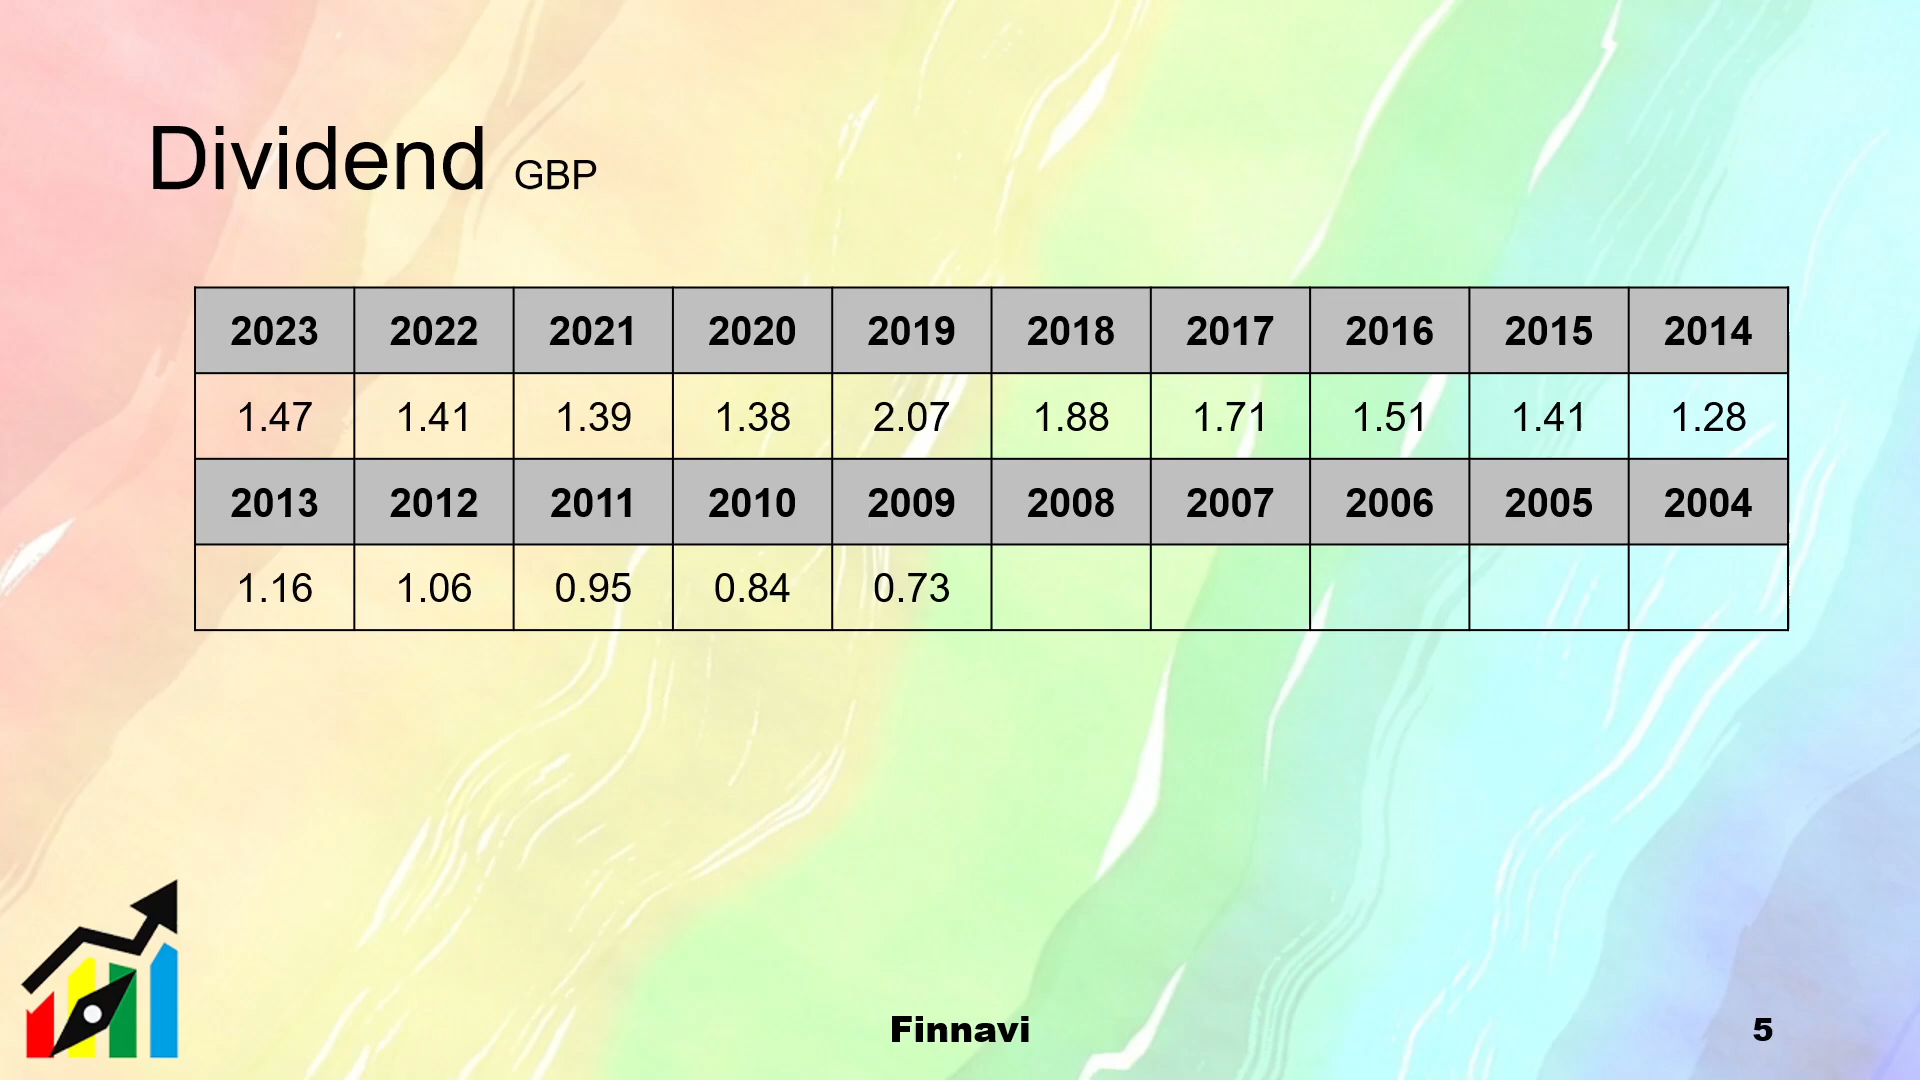 Dividend GBP
2023 2022 2021 2020 2019 2018 2017 2016 2015 2014
1.47 1.41 1.39 1.38 2.07 1.88 1.71 1.51 1.41 1.28
2013 2012 2011 2010 2009 2008 2007 2006 2005 2004
1.16 1.06 0.95 0.84 0.73
Finnavi 5